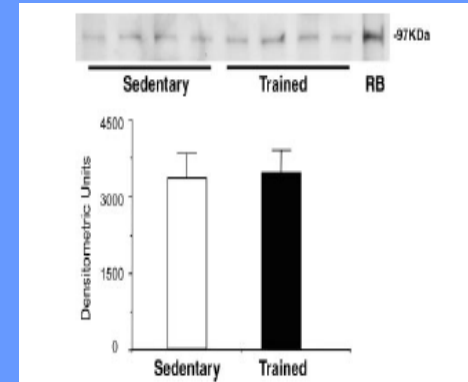 -97KDa
Sedentary Trained RB
Densitometric Units
4500
3000
1500
0
Sedentary Trained